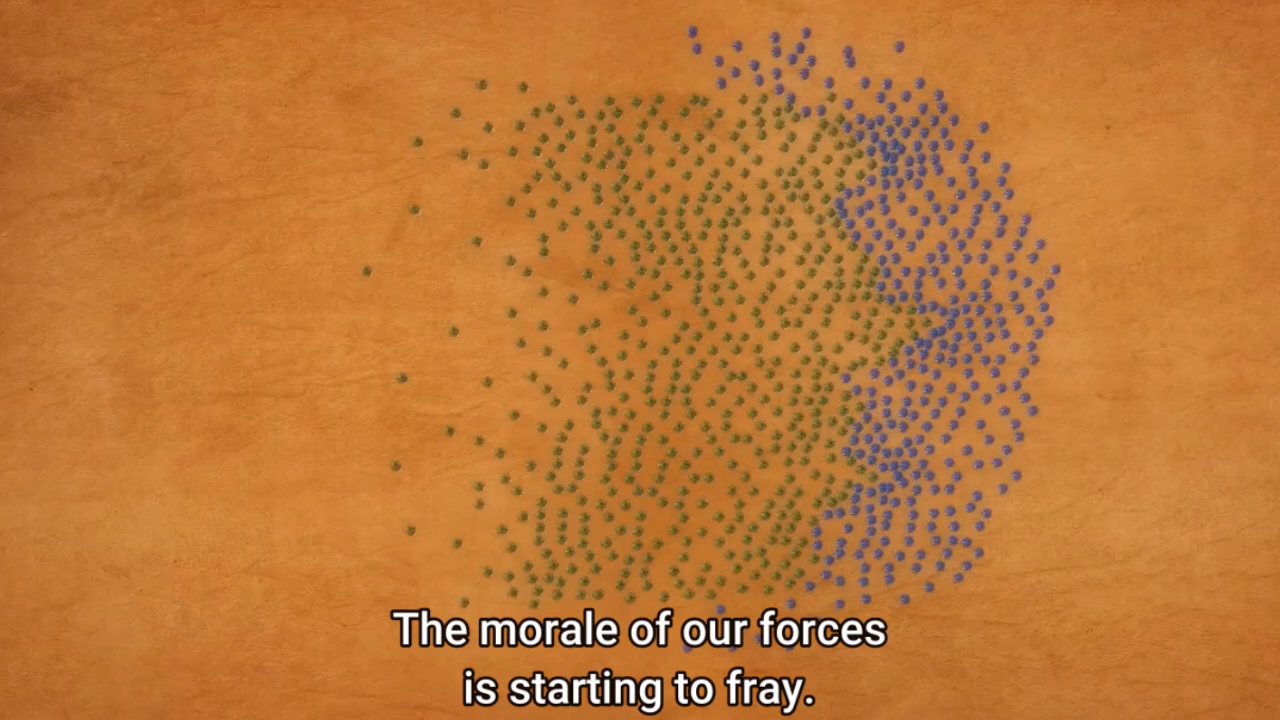 The morale of our forces
is starting to fray.